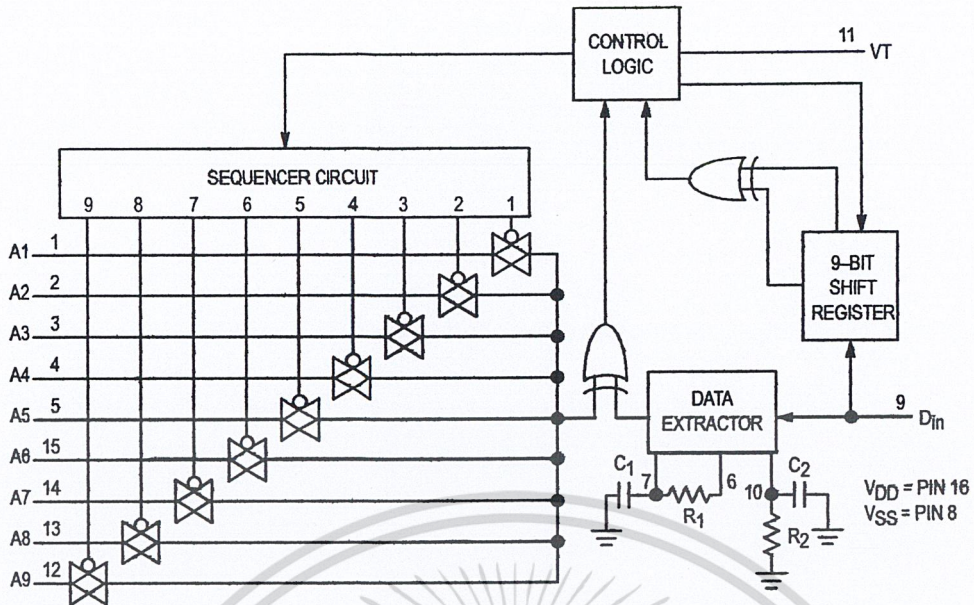 CONTROL
LOGIC
11
VT
SEQUENCER CIRCUIT
9 8 7 6 5 4 3 2 1
A1 1
A2 2
A3 3
A4 4
A5 5
A6 15
A7 14
A8 13
A9 12
9–BIT
SHIFT
REGISTER
DATA
EXTRACTOR
9
Din
C1
7
R1
6
10
C2
R2
VDD = PIN 16
VSS = PIN 8